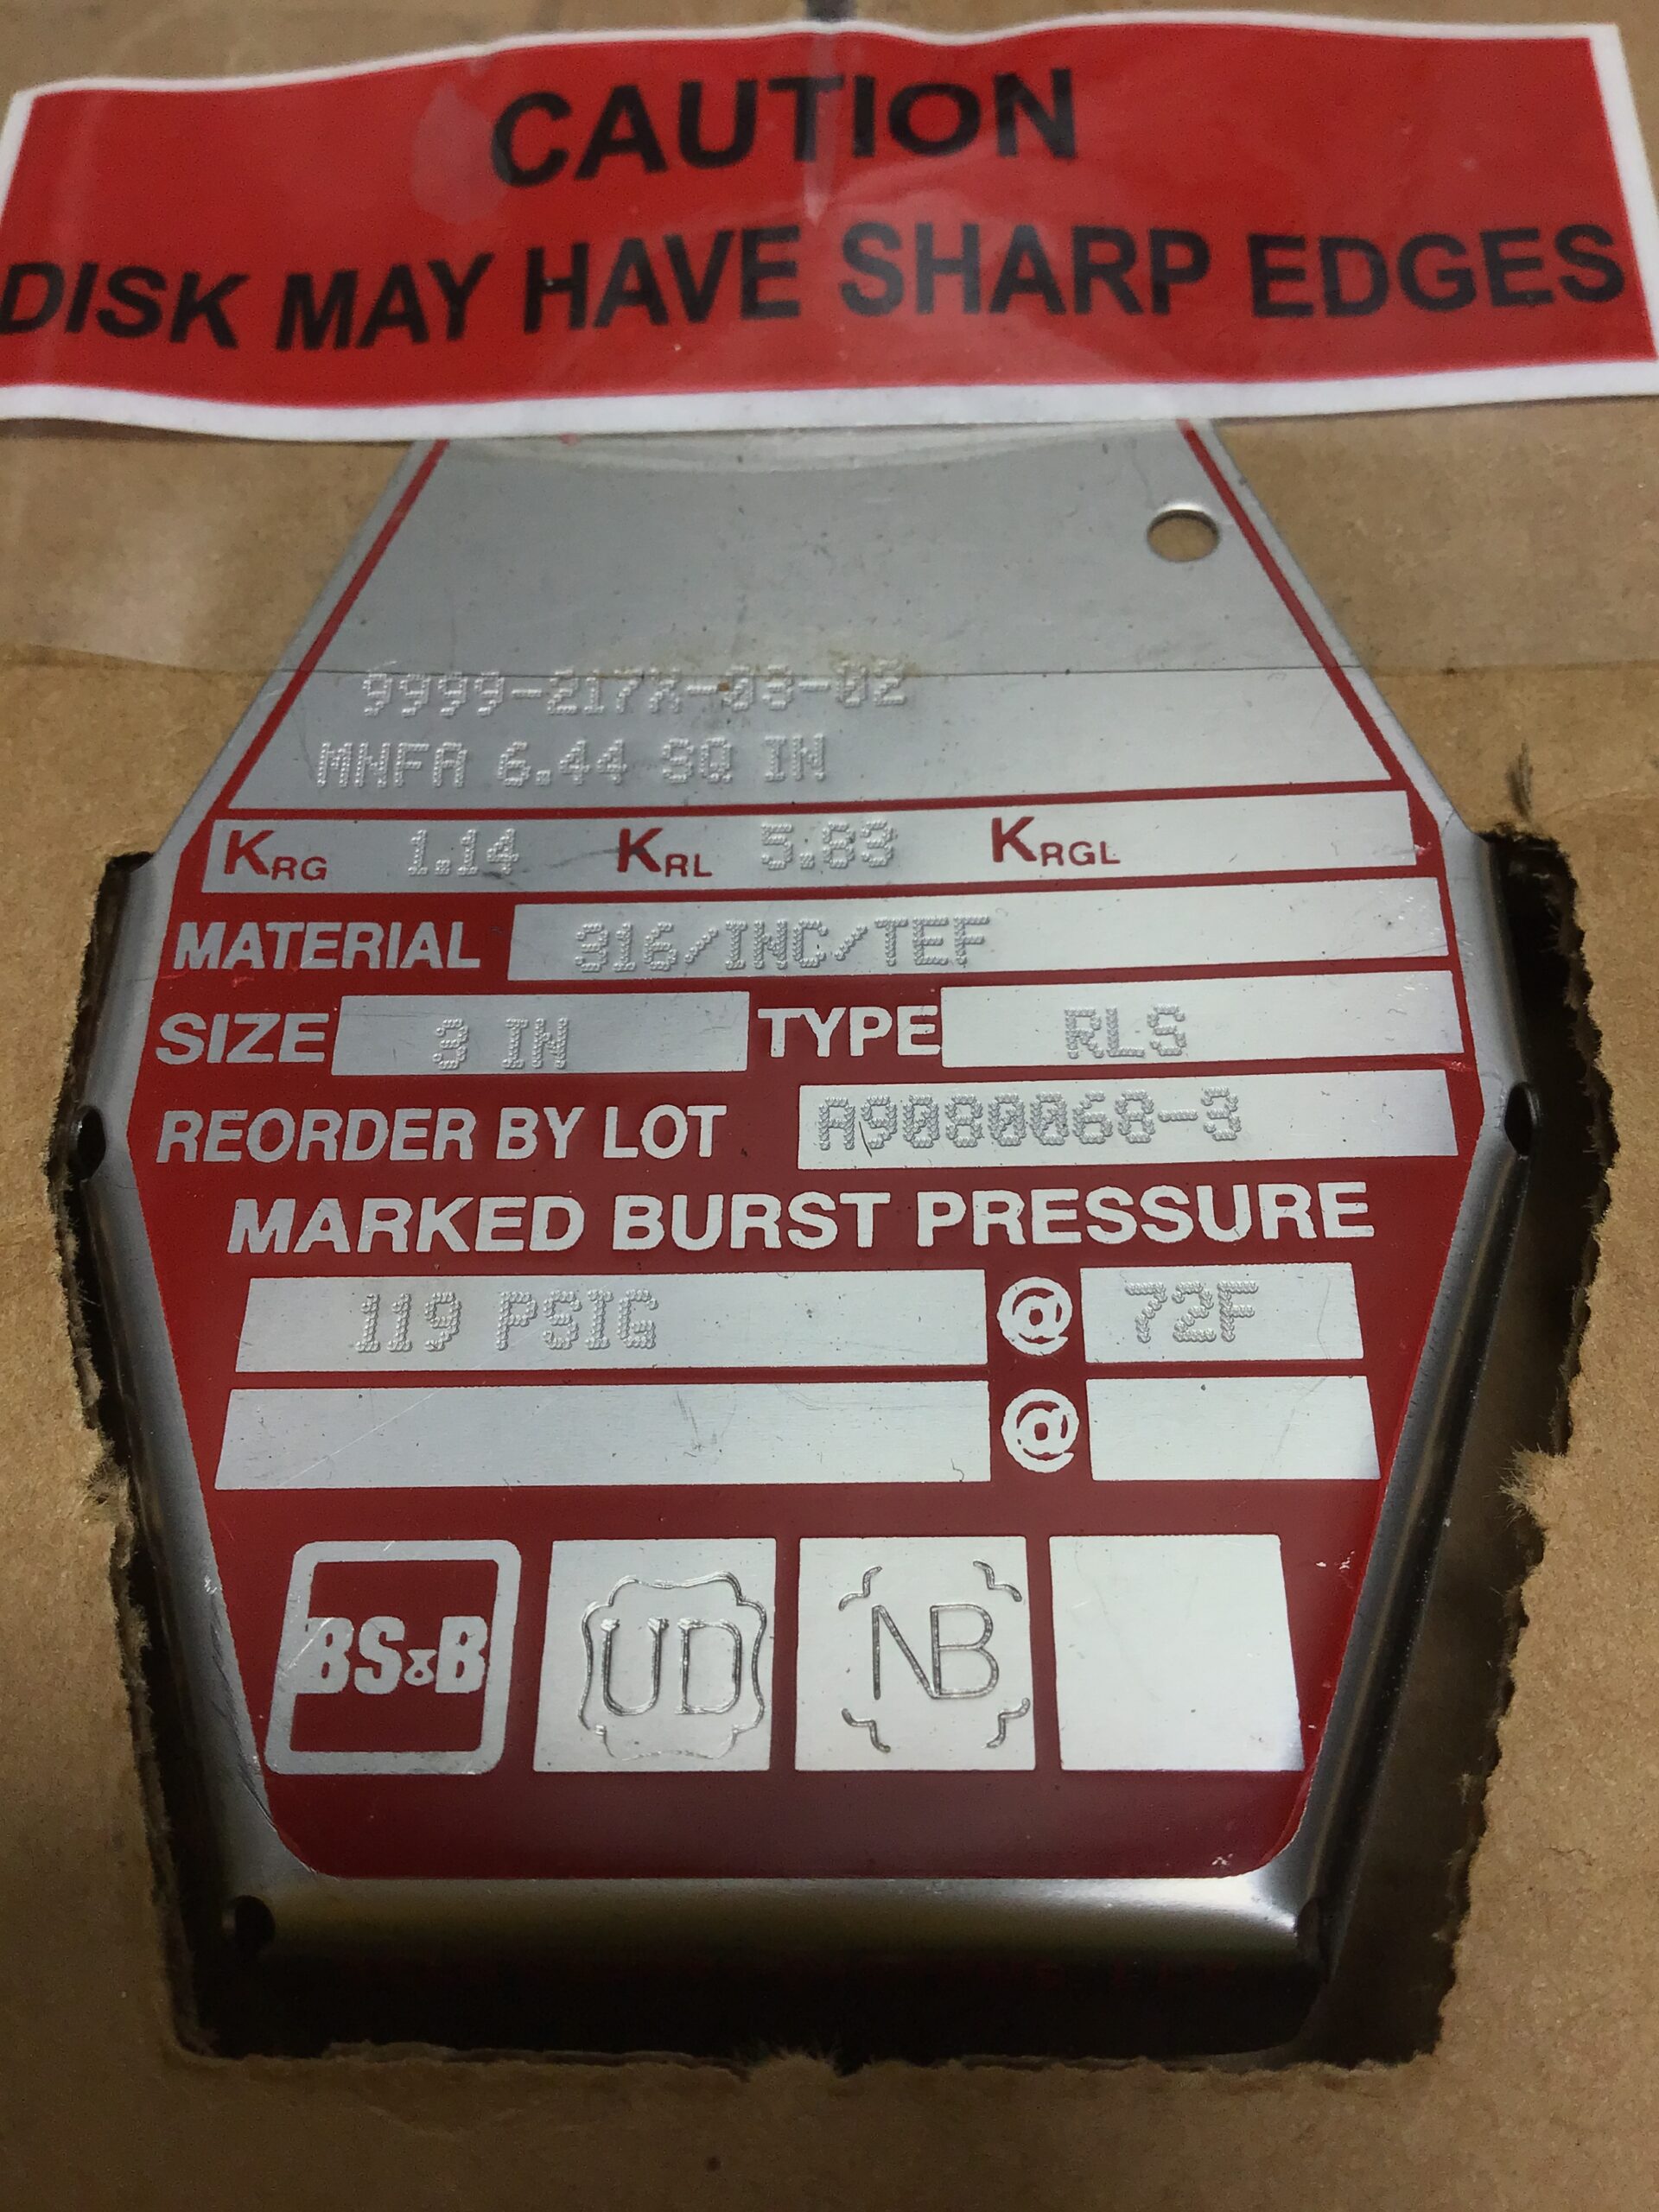 CAUTION
DISK MAY HAVE SHARP EDGES
9999-217X-03-02
MNFA 6.44 SQ IN
KRG 1.14 KRL 5.83 KRGL
MATERIAL 316/INC/TEF
SIZE 3 IN TYPE RLS
REORDER BY LOT A9080068-3
MARKED BURST PRESSURE
119 PSIG @ 72F
@
BS&B UD NB